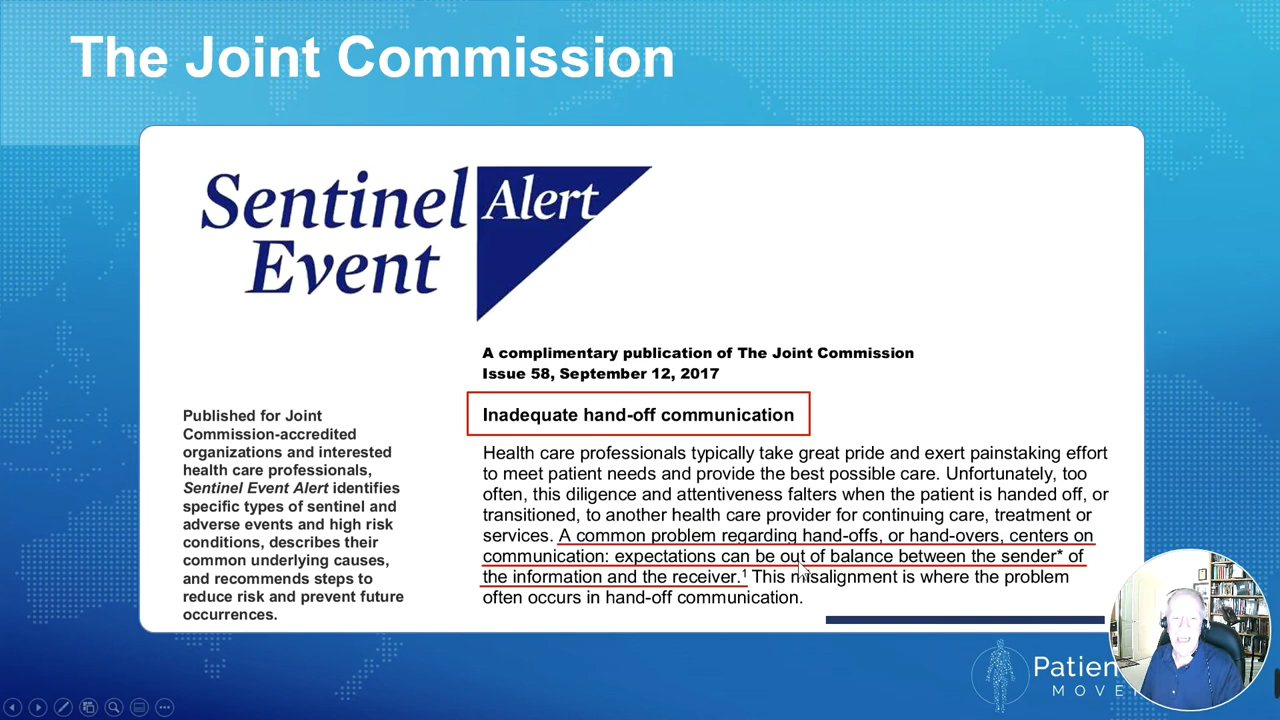 The Joint Commission
Sentinel Alert
Event
A complimentary publication of The Joint Commission
Issue 58, September 12, 2017
Published for Joint
Commission-accredited
organizations and interested
health care professionals,
Sentinel Event Alert identifies
specific types of sentinel and
adverse events and high risk
conditions, describes their
common underlying causes,
and recommends steps to
reduce risk and prevent future
occurrences.
Inadequate hand-off communication
Health care professionals typically take great pride and exert painstaking effort
to meet patient needs and provide the best possible care. Unfortunately, too
often, this diligence and attentiveness falters when the patient is handed off, or
transitioned, to another health care provider for continuing care, treatment or
services. A common problem regarding hand-offs, or hand-overs, centers on
communication: expectations can be out of balance between the sender* of
the information and the receiver.¹ This misalignment is where the problem
often occurs in hand-off communication.